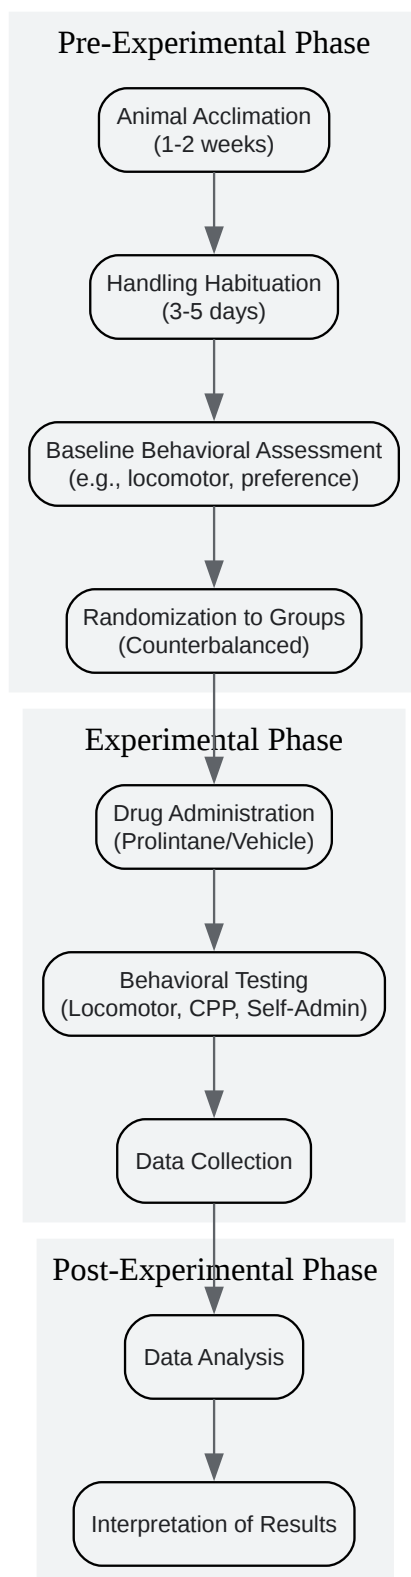 Pre-Experimental Phase
Animal Acclimation
(1-2 weeks)
Handling Habituation
(3-5 days)
Baseline Behavioral Assessment
(e.g., locomotor, preference)
Randomization to Groups
(Counterbalanced)
Experimental Phase
Drug Administration
(Prolintane/Vehicle)
Behavioral Testing
(Locomotor, CPP, Self-Admin)
Data Collection
Post-Experimental Phase
Data Analysis
Interpretation of Results